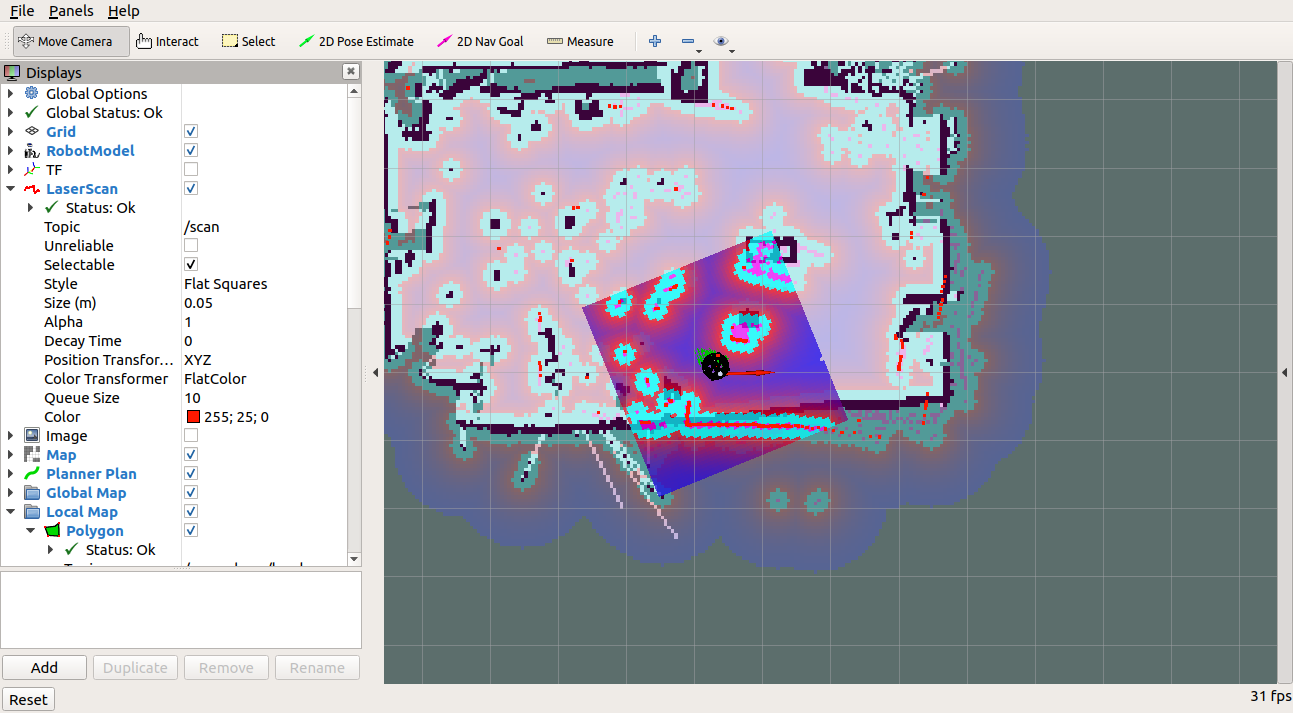 File Panels Help
Move Camera Interact Select 2D Pose Estimate 2D Nav Goal Measure
Displays
Global Options
Global Status: Ok
Grid
RobotModel
TF
LaserScan
Status: Ok
Topic /scan
Unreliable
Selectable
Style Flat Squares
Size (m) 0.05
Alpha 1
Decay Time 0
Position Transfor... XYZ
Color Transformer FlatColor
Queue Size 10
Color 255; 25; 0
Image
Map
Planner Plan
Global Map
Local Map
Polygon
Status: Ok
Add Duplicate Remove Rename
Reset 31 fps